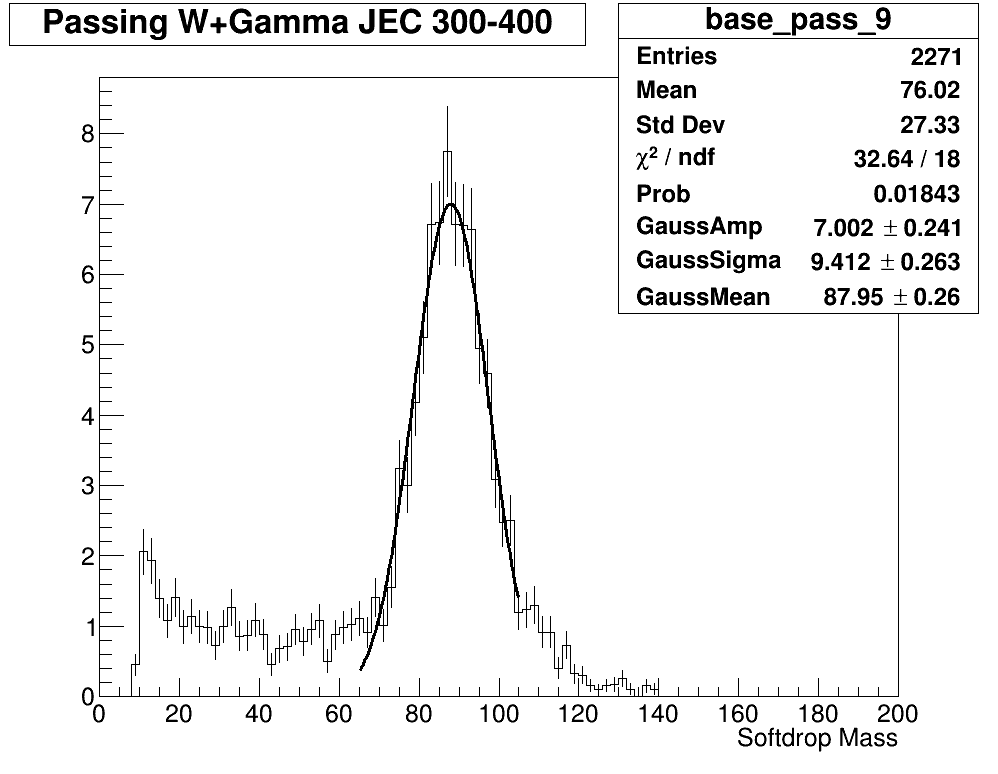 Passing W+Gamma JEC 300-400
base_pass_9
Entries 2271
Mean 76.02
Std Dev 27.33
χ² / ndf 32.64 / 18
Prob 0.01843
GaussAmp 7.002 ± 0.241
GaussSigma 9.412 ± 0.263
GaussMean 87.95 ± 0.26
8
7
6
5
4
3
2
1
0
0 20 40 60 80 100 120 140 160 180 200
Softdrop Mass